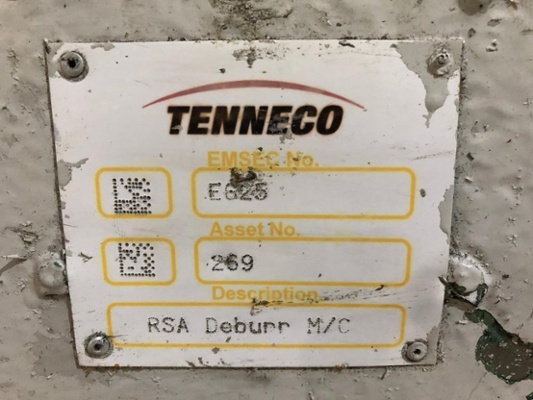 TENNECO
EMSEC No.
E625
Asset No.
269
Description
RSA Deburr M/C